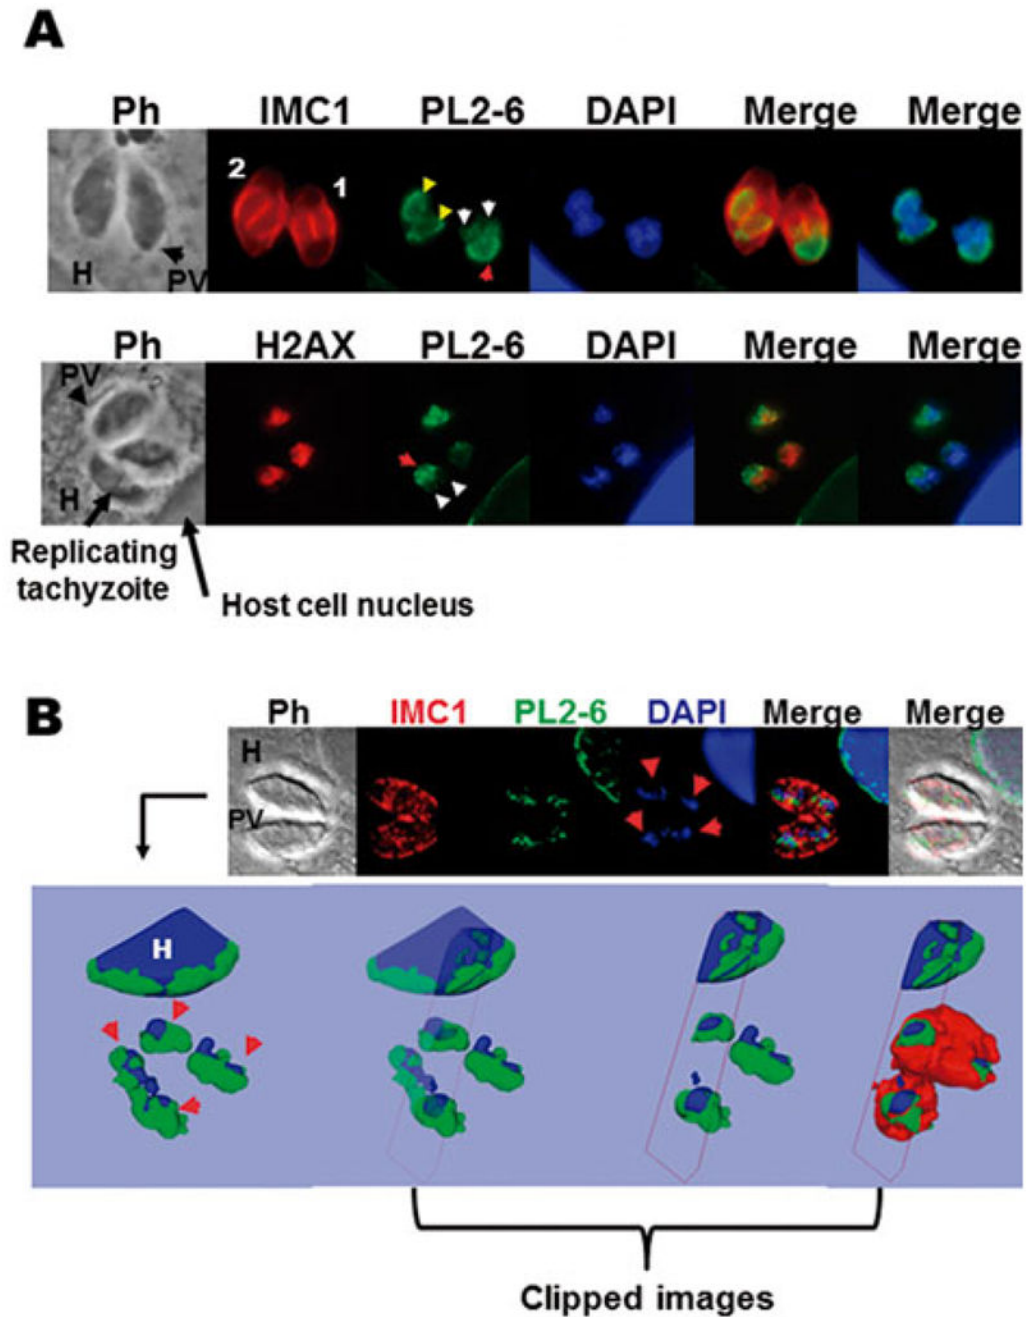 A
Ph IMC1 PL2-6 DAPI Merge Merge
2
1
H
PV
Ph H2AX PL2-6 DAPI Merge Merge
PV
H
Replicating
tachyzoite
Host cell nucleus
B
Ph IMC1 PL2-6 DAPI Merge Merge
H
PV
H
Clipped images